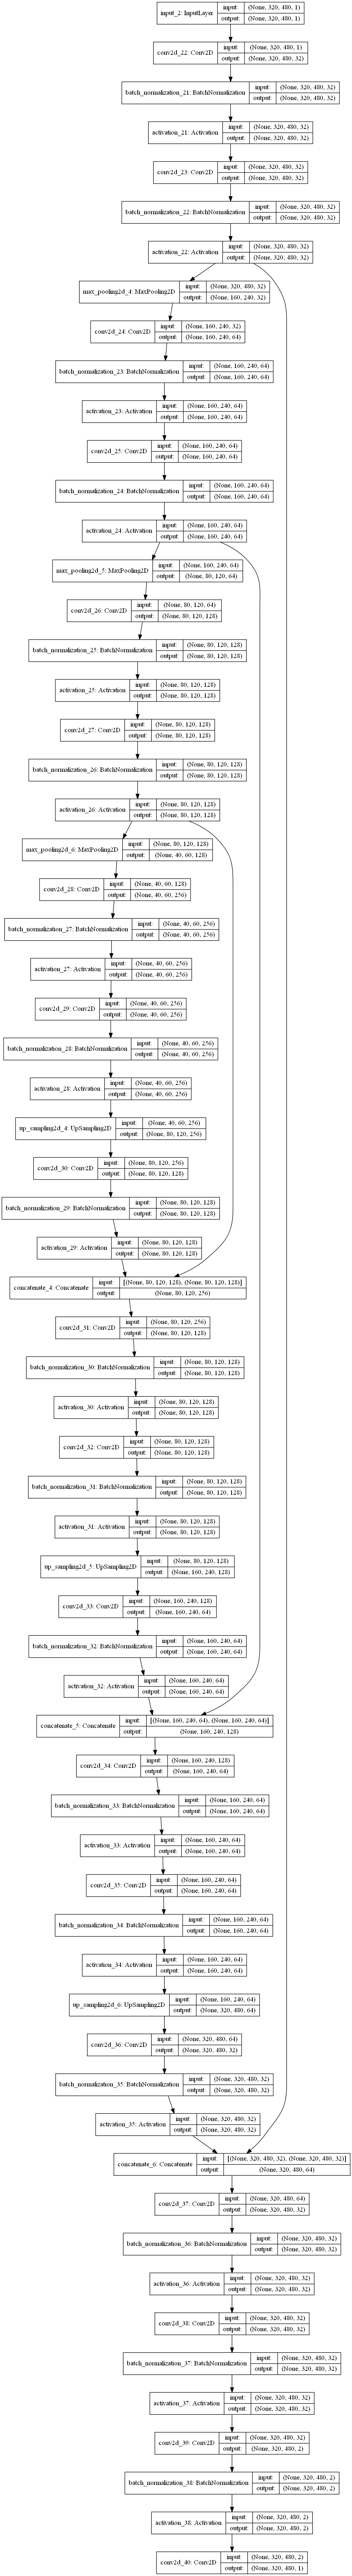 input_2: InputLayer input: (None, 320, 480, 1)
output: (None, 320, 480, 1)
conv2d_22: Conv2D input: (None, 320, 480, 1)
output: (None, 320, 480, 32)
batch_normalization_21: BatchNormalization input: (None, 320, 480, 32)
output: (None, 320, 480, 32)
activation_21: Activation input: (None, 320, 480, 32)
output: (None, 320, 480, 32)
conv2d_23: Conv2D input: (None, 320, 480, 32)
output: (None, 320, 480, 32)
batch_normalization_22: BatchNormalization input: (None, 320, 480, 32)
output: (None, 320, 480, 32)
activation_22: Activation input: (None, 320, 480, 32)
output: (None, 320, 480, 32)
max_pooling2d_4: MaxPooling2D input: (None, 320, 480, 32)
output: (None, 160, 240, 32)
conv2d_24: Conv2D input: (None, 160, 240, 32)
output: (None, 160, 240, 64)
batch_normalization_23: BatchNormalization input: (None, 160, 240, 64)
output: (None, 160, 240, 64)
activation_23: Activation input: (None, 160, 240, 64)
output: (None, 160, 240, 64)
conv2d_25: Conv2D input: (None, 160, 240, 64)
output: (None, 160, 240, 64)
batch_normalization_24: BatchNormalization input: (None, 160, 240, 64)
output: (None, 160, 240, 64)
activation_24: Activation input: (None, 160, 240, 64)
output: (None, 160, 240, 64)
max_pooling2d_5: MaxPooling2D input: (None, 160, 240, 64)
output: (None, 80, 120, 64)
conv2d_26: Conv2D input: (None, 80, 120, 64)
output: (None, 80, 120, 128)
batch_normalization_25: BatchNormalization input: (None, 80, 120, 128)
output: (None, 80, 120, 128)
activation_25: Activation input: (None, 80, 120, 128)
output: (None, 80, 120, 128)
conv2d_27: Conv2D input: (None, 80, 120, 128)
output: (None, 80, 120, 128)
batch_normalization_26: BatchNormalization input: (None, 80, 120, 128)
output: (None, 80, 120, 128)
activation_26: Activation input: (None, 80, 120, 128)
output: (None, 80, 120, 128)
max_pooling2d_6: MaxPooling2D input: (None, 80, 120, 128)
output: (None, 40, 60, 128)
conv2d_28: Conv2D input: (None, 40, 60, 128)
output: (None, 40, 60, 256)
batch_normalization_27: BatchNormalization input: (None, 40, 60, 256)
output: (None, 40, 60, 256)
activation_27: Activation input: (None, 40, 60, 256)
output: (None, 40, 60, 256)
conv2d_29: Conv2D input: (None, 40, 60, 256)
output: (None, 40, 60, 256)
batch_normalization_28: BatchNormalization input: (None, 40, 60, 256)
output: (None, 40, 60, 256)
activation_28: Activation input: (None, 40, 60, 256)
output: (None, 40, 60, 256)
up_sampling2d_4: UpSampling2D input: (None, 40, 60, 256)
output: (None, 80, 120, 256)
conv2d_30: Conv2D input: (None, 80, 120, 256)
output: (None, 80, 120, 128)
batch_normalization_29: BatchNormalization input: (None, 80, 120, 128)
output: (None, 80, 120, 128)
activation_29: Activation input: (None, 80, 120, 128)
output: (None, 80, 120, 128)
concatenate_4: Concatenate input: [(None, 80, 120, 128), (None, 80, 120, 128)]
output: (None, 80, 120, 256)
conv2d_31: Conv2D input: (None, 80, 120, 256)
output: (None, 80, 120, 128)
batch_normalization_30: BatchNormalization input: (None, 80, 120, 128)
output: (None, 80, 120, 128)
activation_30: Activation input: (None, 80, 120, 128)
output: (None, 80, 120, 128)
conv2d_32: Conv2D input: (None, 80, 120, 128)
output: (None, 80, 120, 128)
batch_normalization_31: BatchNormalization input: (None, 80, 120, 128)
output: (None, 80, 120, 128)
activation_31: Activation input: (None, 80, 120, 128)
output: (None, 80, 120, 128)
up_sampling2d_5: UpSampling2D input: (None, 80, 120, 128)
output: (None, 160, 240, 128)
conv2d_33: Conv2D input: (None, 160, 240, 128)
output: (None, 160, 240, 64)
batch_normalization_32: BatchNormalization input: (None, 160, 240, 64)
output: (None, 160, 240, 64)
activation_32: Activation input: (None, 160, 240, 64)
output: (None, 160, 240, 64)
concatenate_5: Concatenate input: [(None, 160, 240, 64), (None, 160, 240, 64)]
output: (None, 160, 240, 128)
conv2d_34: Conv2D input: (None, 160, 240, 128)
output: (None, 160, 240, 64)
batch_normalization_33: BatchNormalization input: (None, 160, 240, 64)
output: (None, 160, 240, 64)
activation_33: Activation input: (None, 160, 240, 64)
output: (None, 160, 240, 64)
conv2d_35: Conv2D input: (None, 160, 240, 64)
output: (None, 160, 240, 64)
batch_normalization_34: BatchNormalization input: (None, 160, 240, 64)
output: (None, 160, 240, 64)
activation_34: Activation input: (None, 160, 240, 64)
output: (None, 160, 240, 64)
up_sampling2d_6: UpSampling2D input: (None, 160, 240, 64)
output: (None, 320, 480, 64)
conv2d_36: Conv2D input: (None, 320, 480, 64)
output: (None, 320, 480, 32)
batch_normalization_35: BatchNormalization input: (None, 320, 480, 32)
output: (None, 320, 480, 32)
activation_35: Activation input: (None, 320, 480, 32)
output: (None, 320, 480, 32)
concatenate_6: Concatenate input: [(None, 320, 480, 32), (None, 320, 480, 32)]
output: (None, 320, 480, 64)
conv2d_37: Conv2D input: (None, 320, 480, 64)
output: (None, 320, 480, 32)
batch_normalization_36: BatchNormalization input: (None, 320, 480, 32)
output: (None, 320, 480, 32)
activation_36: Activation input: (None, 320, 480, 32)
output: (None, 320, 480, 32)
conv2d_38: Conv2D input: (None, 320, 480, 32)
output: (None, 320, 480, 32)
batch_normalization_37: BatchNormalization input: (None, 320, 480, 32)
output: (None, 320, 480, 32)
activation_37: Activation input: (None, 320, 480, 32)
output: (None, 320, 480, 32)
conv2d_39: Conv2D input: (None, 320, 480, 32)
output: (None, 320, 480, 2)
batch_normalization_38: BatchNormalization input: (None, 320, 480, 2)
output: (None, 320, 480, 2)
activation_38: Activation input: (None, 320, 480, 2)
output: (None, 320, 480, 2)
conv2d_40: Conv2D input: (None, 320, 480, 2)
output: (None, 320, 480, 1)